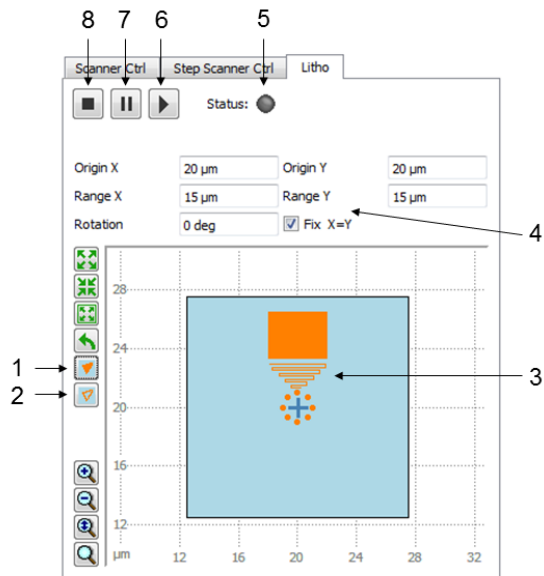 8 7 6 5
Scanner Ctrl Step Scanner Ctrl Litho
Status:
Origin X 20 µm Origin Y 20 µm
Range X 15 µm Range Y 15 µm
Rotation 0 deg Fix X=Y
4
28
24
1
3
2
20
16
12
µm 12 16 20 24 28 32